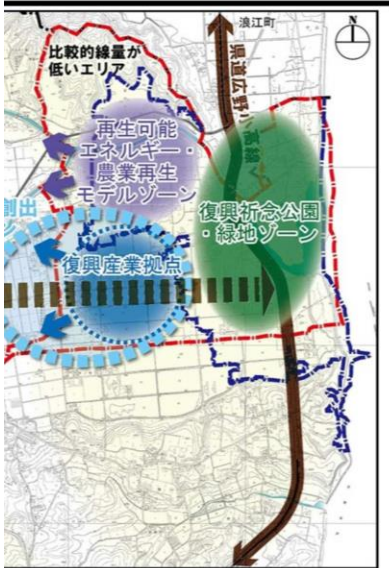 浪江町
N
比較的線量が
低いエリア
県道広野小高線
再生可能
エネルギー・
農業再生
モデルゾーン
復興祈念公園
・緑地ゾーン
創出
ン
復興産業拠点